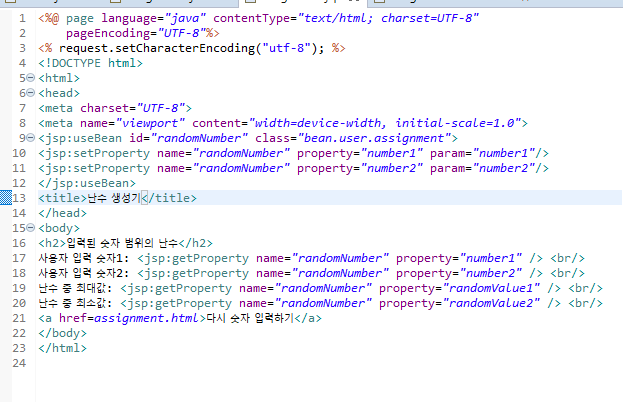 1 <%@ page language="java" contentType="text/html; charset=UTF-8"
2     pageEncoding="UTF-8"%>
3 <% request.setCharacterEncoding("utf-8"); %>
4 <!DOCTYPE html>
5 <html>
6 <head>
7 <meta charset="UTF-8">
8 <meta name="viewport" content="width=device-width, initial-scale=1.0">
9 <jsp:useBean id="randomNumber" class="bean.user.assignment">
10 <jsp:setProperty name="randomNumber" property="number1" param="number1"/>
11 <jsp:setProperty name="randomNumber" property="number2" param="number2"/>
12 </jsp:useBean>
13 <title>난수 생성기</title>
14 </head>
15 <body>
16 <h2>입력된 숫자 범위의 난수</h2>
17 사용자 입력 숫자1: <jsp:getProperty name="randomNumber" property="number1" /> <br/>
18 사용자 입력 숫자2: <jsp:getProperty name="randomNumber" property="number2" /> <br/>
19 난수 중 최대값: <jsp:getProperty name="randomNumber" property="randomValue1" /> <br/>
20 난수 중 최소값: <jsp:getProperty name="randomNumber" property="randomValue2" /> <br/>
21 <a href=assignment.html>다시 숫자 입력하기</a>
22 </body>
23 </html>
24